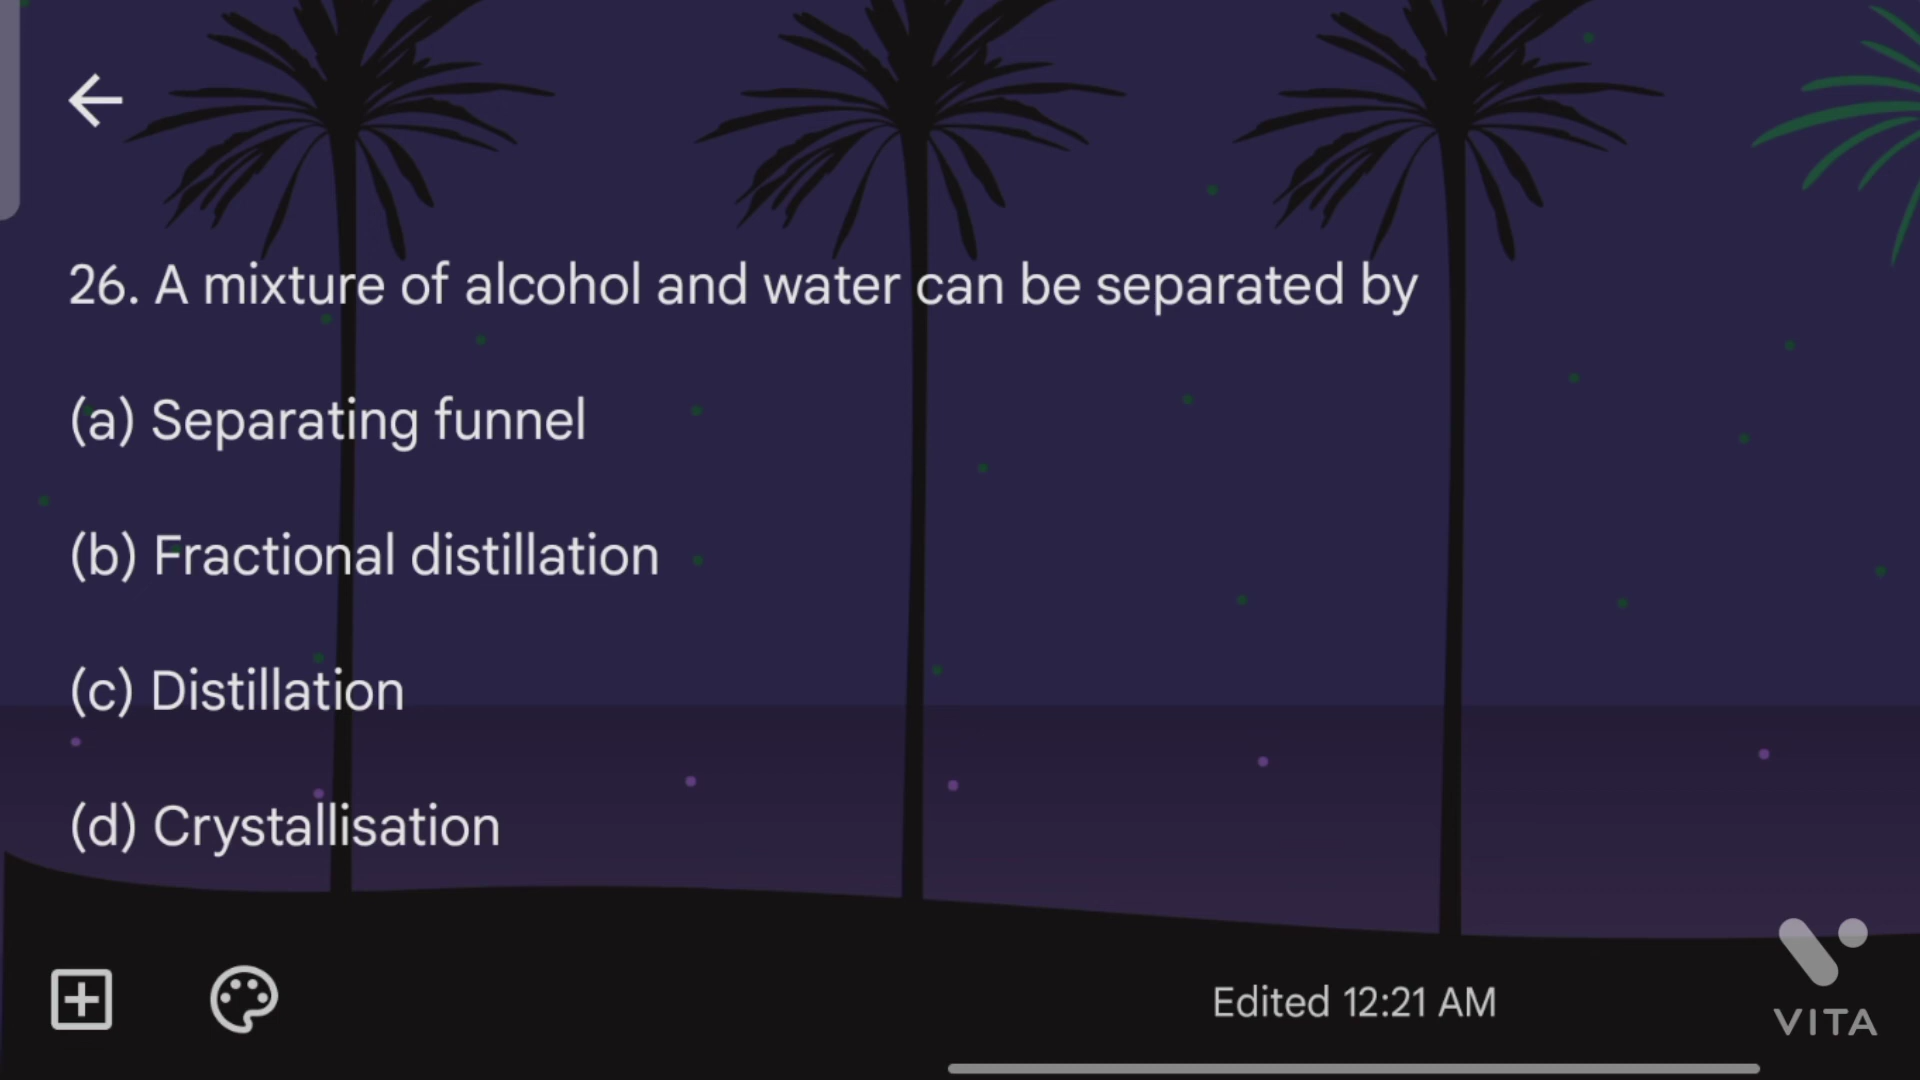 26. A mixture of alcohol and water can be separated by
(a) Separating funnel
(b) Fractional distillation
(c) Distillation
(d) Crystallisation
Edited 12:21 AM
VITA